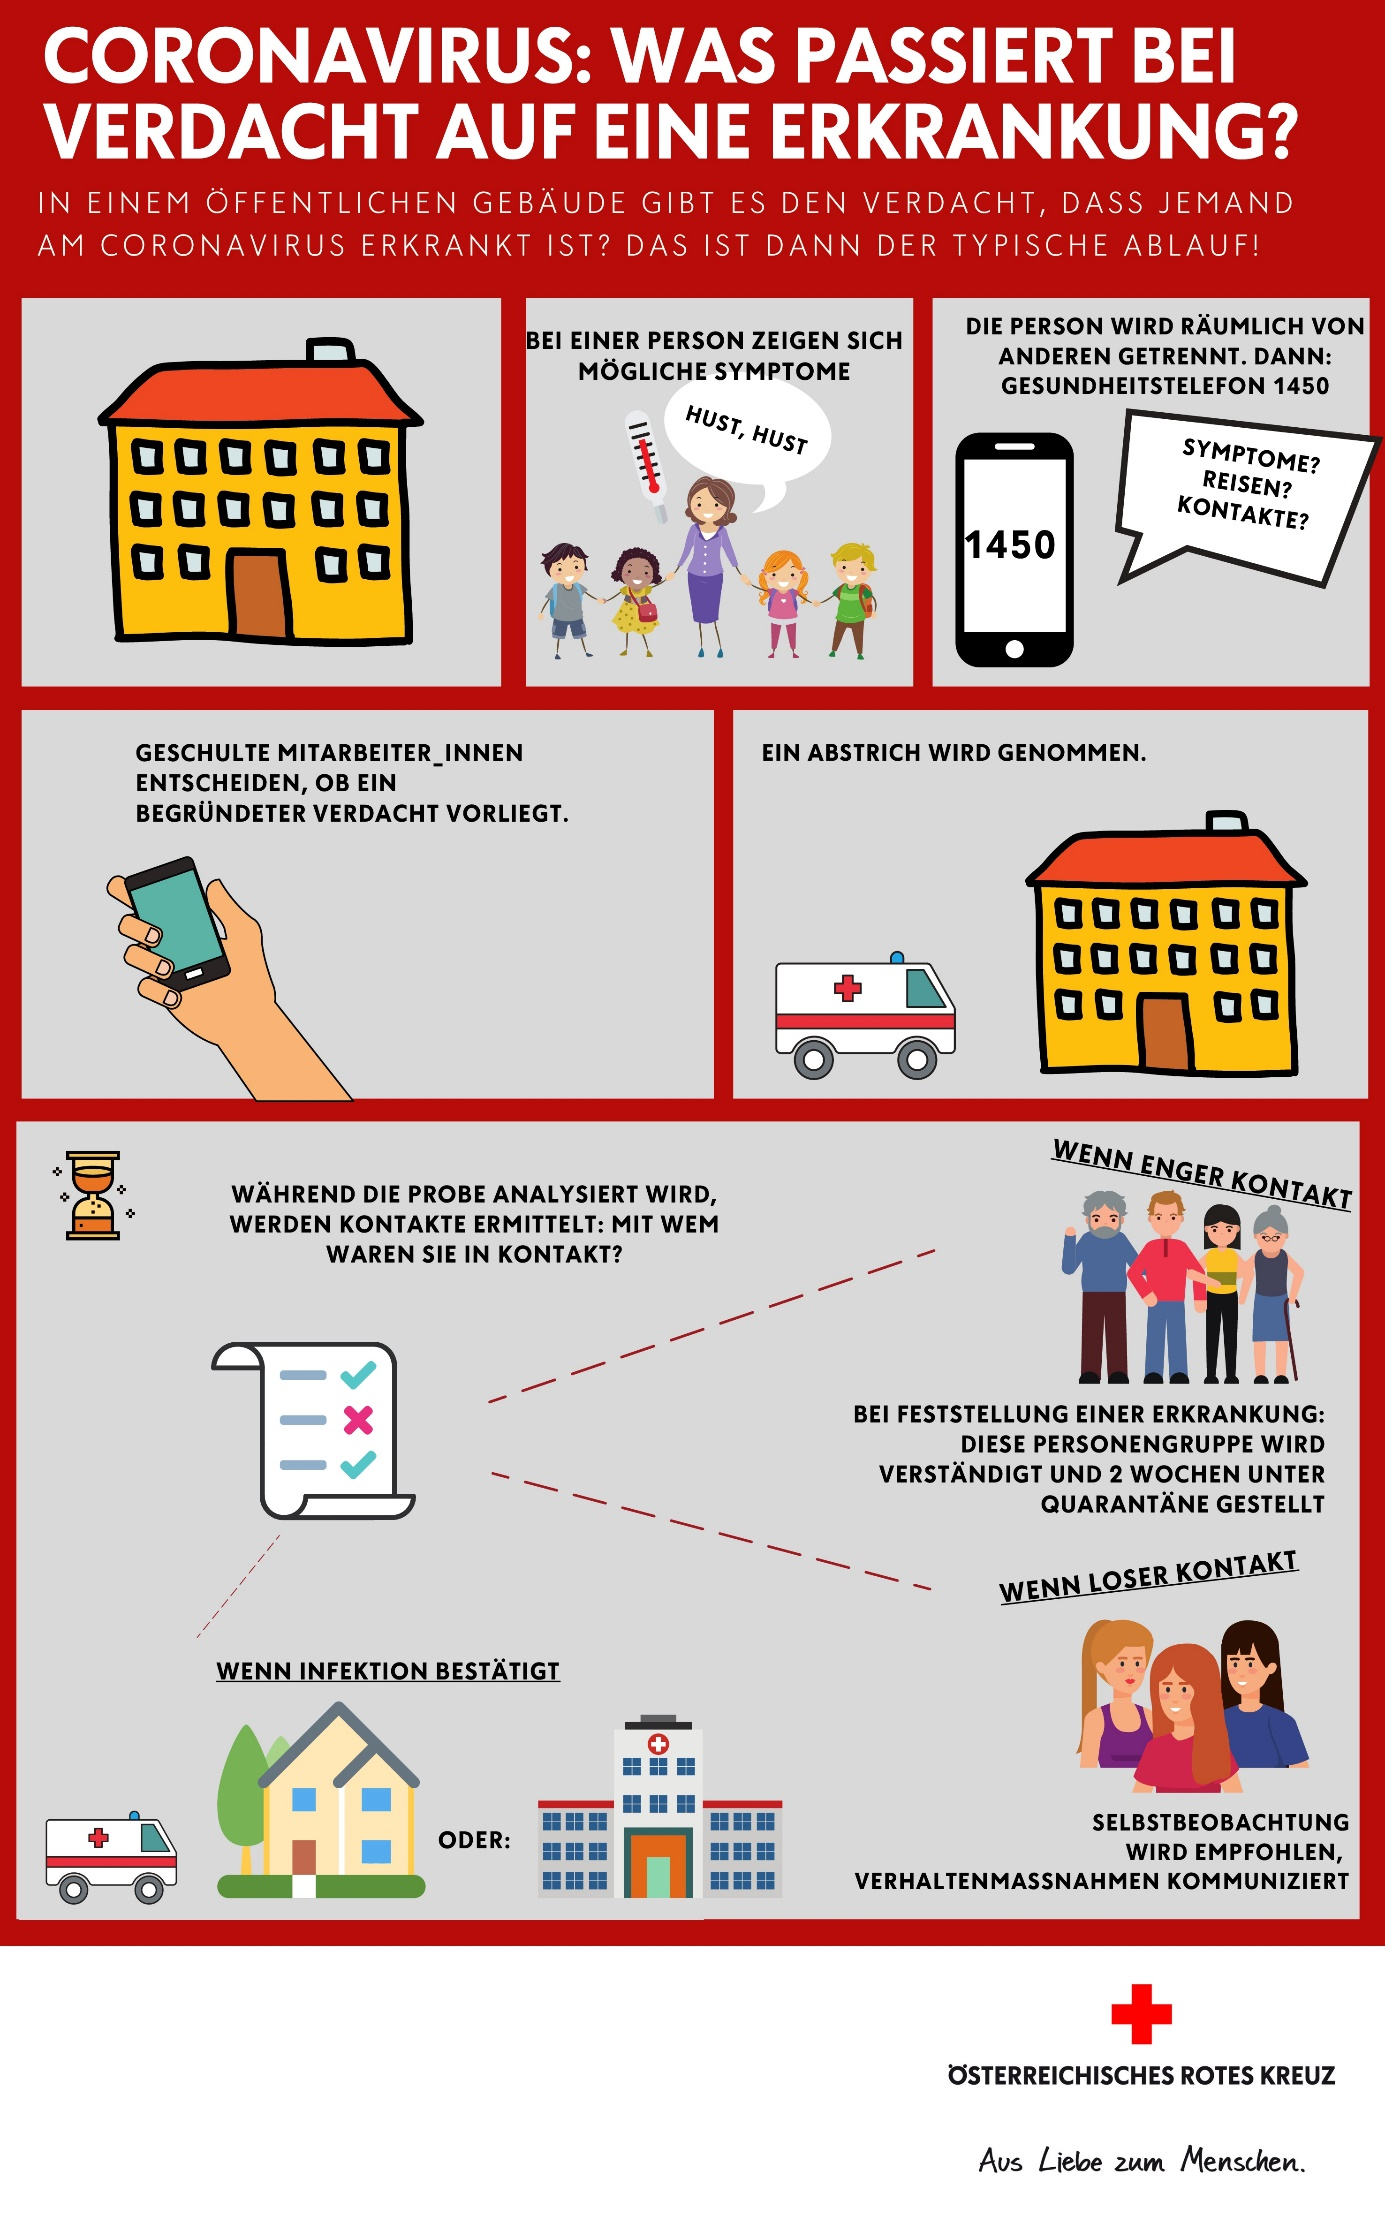 CORONAVIRUS: WAS PASSIERT BEI
VERDACHT AUF EINE ERKRANKUNG?
IN EINEM ÖFFENTLICHEN GEBÄUDE GIBT ES DEN VERDACHT, DASS JEMAND
AM CORONAVIRUS ERKRANKT IST? DAS IST DANN DER TYPISCHE ABLAUF!
BEI EINER PERSON ZEIGEN SICH
MÖGLICHE SYMPTOME
HUST, HUST
DIE PERSON WIRD RÄUMLICH VON
ANDEREN GETRENNT. DANN:
GESUNDHEITSTELEFON 1450
1450
SYMPTOME?
REISEN?
KONTAKTE?
GESCHULTE MITARBEITER_INNEN
ENTSCHEIDEN, OB EIN
BEGRÜNDETER VERDACHT VORLIEGT.
EIN ABSTRICH WIRD GENOMMEN.
WÄHREND DIE PROBE ANALYSIERT WIRD,
WERDEN KONTAKTE ERMITTELT: MIT WEM
WAREN SIE IN KONTAKT?
WENN ENGER KONTAKT
BEI FESTSTELLUNG EINER ERKRANKUNG:
DIESE PERSONENGRUPPE WIRD
VERSTÄNDIGT UND 2 WOCHEN UNTER
QUARANTÄNE GESTELLT
WENN LOSER KONTAKT
SELBSTBEOBACHTUNG
WIRD EMPFOHLEN,
VERHALTENMASSNAHMEN KOMMUNIZIERT
WENN INFEKTION BESTÄTIGT
ODER:
ÖSTERREICHISCHES ROTES KREUZ
Aus Liebe zum Menschen.